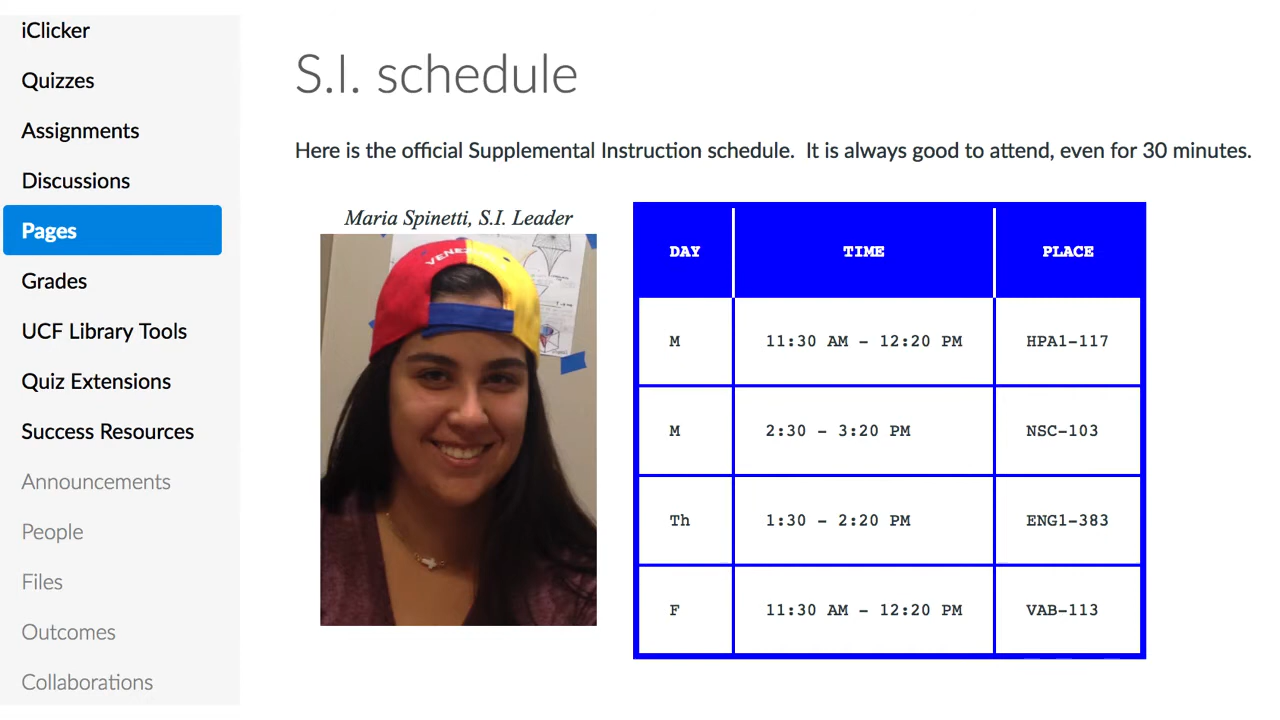 iClicker
Quizzes
Assignments
Discussions
Pages
Grades
UCF Library Tools
Quiz Extensions
Success Resources
Announcements
People
Files
Outcomes
Collaborations
S.I. schedule
Here is the official Supplemental Instruction schedule.  It is always good to attend, even for 30 minutes.
Maria Spinetti, S.I. Leader
DAY TIME PLACE
M 11:30 AM – 12:20 PM HPA1-117
M 2:30 – 3:20 PM NSC-103
Th 1:30 – 2:20 PM ENG1-383
F 11:30 AM – 12:20 PM VAB-113